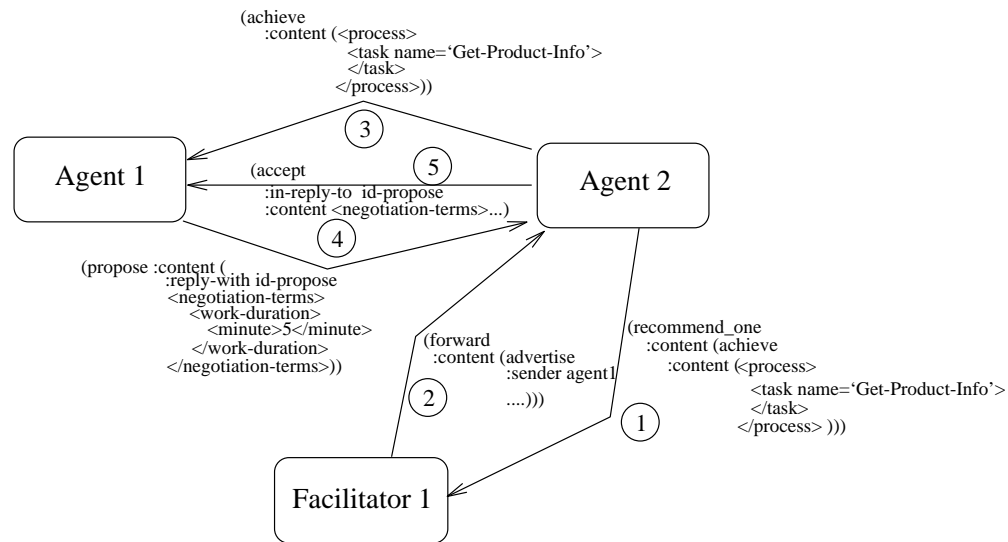 (achieve
:content (<process>
<task name=‘Get-Product-Info’>
</task>
</process>))
3
Agent 1
(accept
5
:in-reply-to id-propose
:content <negotiation-terms>...)
Agent 2
4
(propose :content (
:reply-with id-propose
<negotiation-terms>
<work-duration>
<minute>5</minute>
</work-duration>
</negotiation-terms>))
(forward
:content (advertise
:sender agent1
....)))
2
(recommend_one
:content (achieve
:content (<process>
<task name=‘Get-Product-Info’>
</task>
</process> )))
1
Facilitator 1